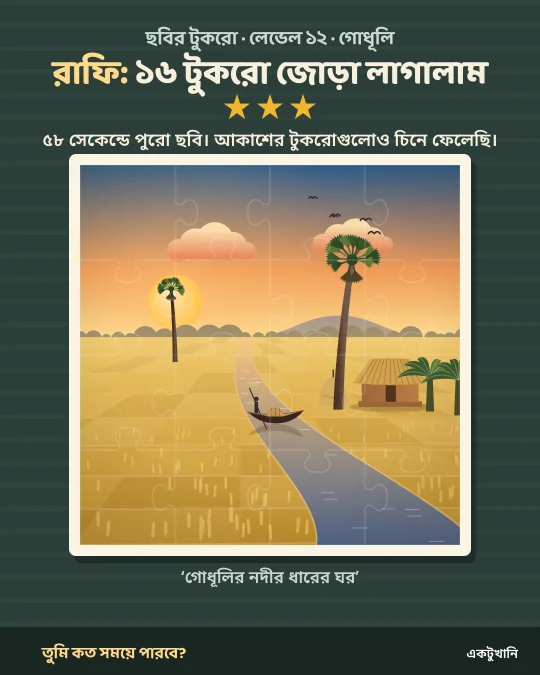 ছবির টুকরো · লেভেল ১২ · গোধূলি
রাফি: ১৬ টুকরো জোড়া লাগালাম
৫৮ সেকেন্ডে পুরো ছবি। আকাশের টুকরোগুলোও চিনে ফেলেছি।
‘গোধূলির নদীর ধারের ঘর’
তুমি কত সময়ে পারবে?
একটুখানি